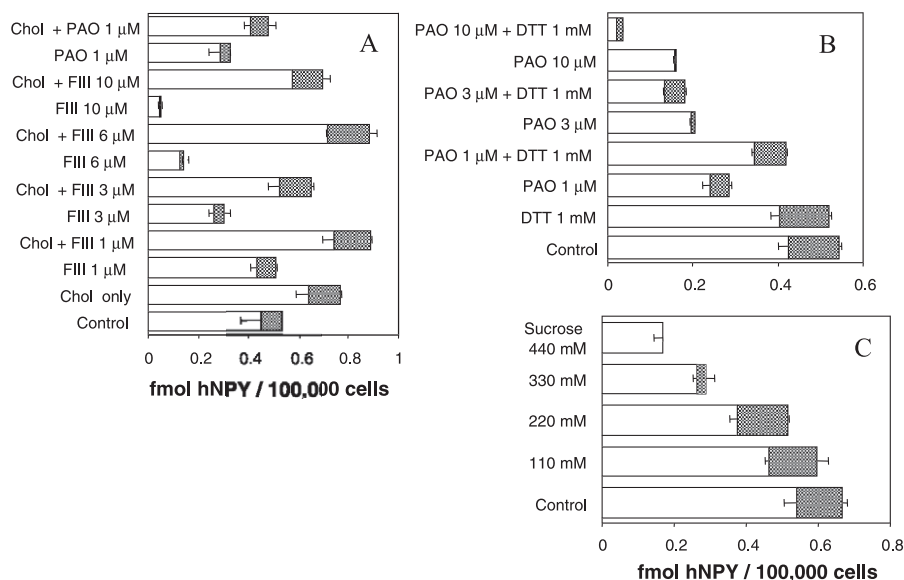 A
Chol + PAO 1 μM
PAO 1 μM
Chol + FIII 10 μM
FIII 10 μM
Chol + FIII 6 μM
FIII 6 μM
Chol + FIII 3 μM
FIII 3 μM
Chol + FIII 1 μM
FIII 1 μM
Chol only
Control
0 0.2 0.4 0.6 0.8 1
fmol hNPY / 100,000 cells
B
PAO 10 μM + DTT 1 mM
PAO 10 μM
PAO 3 μM + DTT 1 mM
PAO 3 μM
PAO 1 μM + DTT 1 mM
PAO 1 μM
DTT 1 mM
Control
0 0.2 0.4 0.6
C
Sucrose
440 mM
330 mM
220 mM
110 mM
Control
0 0.2 0.4 0.6 0.8
fmol hNPY / 100,000 cells